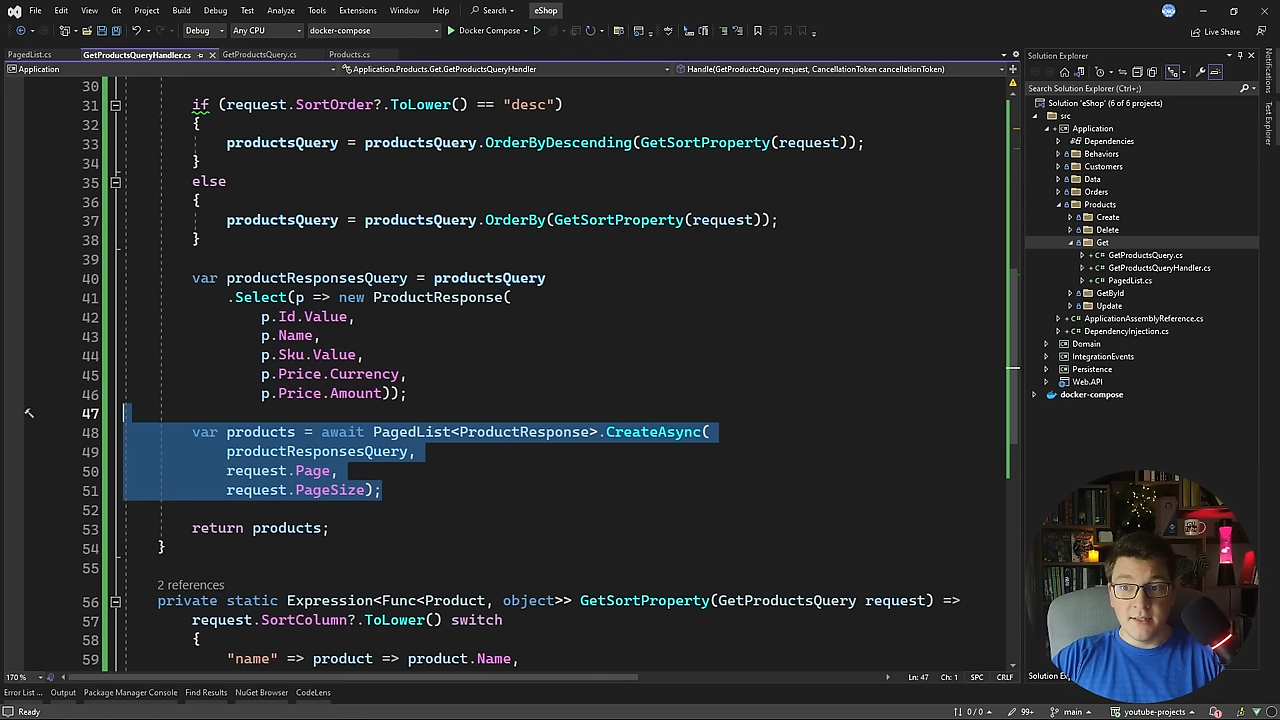 File Edit View Git Project Build Debug Test Analyze Tools Extensions Window Help Search eShop
Debug Any CPU docker-compose Docker Compose Live Share
PagedList.cs GetProductsQueryHandler.cs GetProductsQuery.cs Products.cs
Application Application.Products.Get.GetProductsQueryHandler Handle(GetProductsQuery request, CancellationToken cancellationToken)
30
31 if (request.SortOrder?.ToLower() == "desc")
32 {
33 productsQuery = productsQuery.OrderByDescending(GetSortProperty(request));
34 }
35 else
36 {
37 productsQuery = productsQuery.OrderBy(GetSortProperty(request));
38 }
39
40 var productResponsesQuery = productsQuery
41 .Select(p => new ProductResponse(
42 p.Id.Value,
43 p.Name,
44 p.Sku.Value,
45 p.Price.Currency,
46 p.Price.Amount));
47
48 var products = await PagedList<ProductResponse>.CreateAsync(
49 productResponsesQuery,
50 request.Page,
51 request.PageSize);
52
53 return products;
54 }
55
2 references
56 private static Expression<Func<Product, object>> GetSortProperty(GetProductsQuery request) =>
57 request.SortColumn?.ToLower() switch
58 {
59 "name" => product => product.Name,
170 % Ln: 47 Ch: 1 SPC CRLF
Error List ... Output Package Manager Console Find Results NuGet Browser CodeLens
Ready 0 / 0 99+ main youtube-projects
Solution Explorer
Search Solution Explorer (Ctrl+;)
Solution 'eShop' (6 of 6 projects)
src
Application
Dependencies
Behaviors
Customers
Data
Orders
Products
Create
Delete
Get
GetProductsQuery.cs
GetProductsQueryHandler.cs
PagedList.cs
GetById
Update
ApplicationAssemblyReference.cs
DependencyInjection.cs
Domain
IntegrationEvents
Persistence
Web.API
docker-compose
Solution Ex
Notifications
Test Explorer